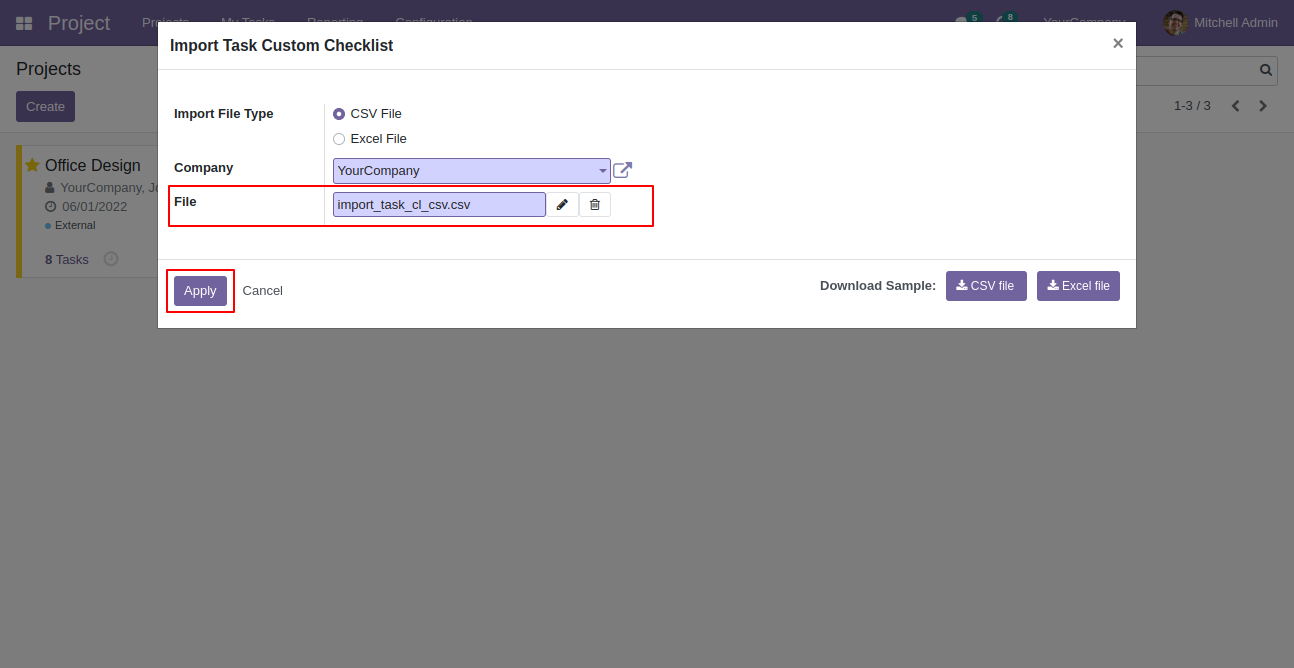 Project
Projects My Tasks Reporting Configuration 5 8 YourCompany Mitchell Admin
Import Task Custom Checklist ×
Projects
Create
1-3 / 3
Import File Type
CSV File
Excel File
Company
YourCompany
File
import_task_cl_csv.csv
Office Design
YourCompany, Jo
06/01/2022
External
8 Tasks
Apply
Cancel
Download Sample:
CSV file
Excel file